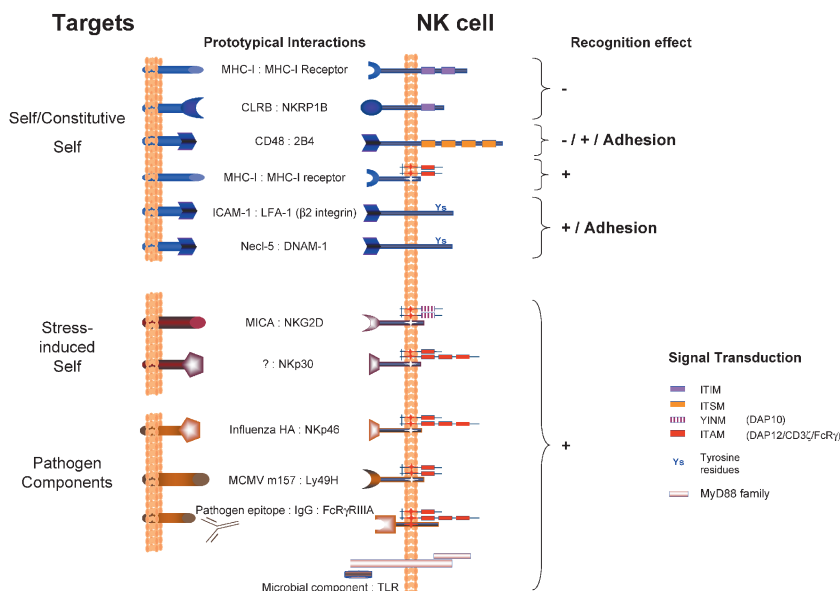 Targets
NK cell
Prototypical Interactions
Recognition effect
Self/Constitutive
Self
MHC-I : MHC-I Receptor
CLRB : NKRP1B
-
CD48 : 2B4
- / + / Adhesion
MHC-I : MHC-I receptor
+
ICAM-1 : LFA-1 (β2 integrin)
Ys
Necl-5 : DNAM-1
Ys
+ / Adhesion
Stress-
induced
Self
MICA : NKG2D
? : NKp30
Pathogen
Components
Influenza HA : NKp46
MCMV m157 : Ly49H
Pathogen epitope : IgG : FcRγRIIIA
Microbial component : TLR
+
Signal Transduction
ITIM
ITSM
YINM (DAP10)
ITAM (DAP12/CD3ζ/FcRγ)
Ys Tyrosine
residues
MyD88 family